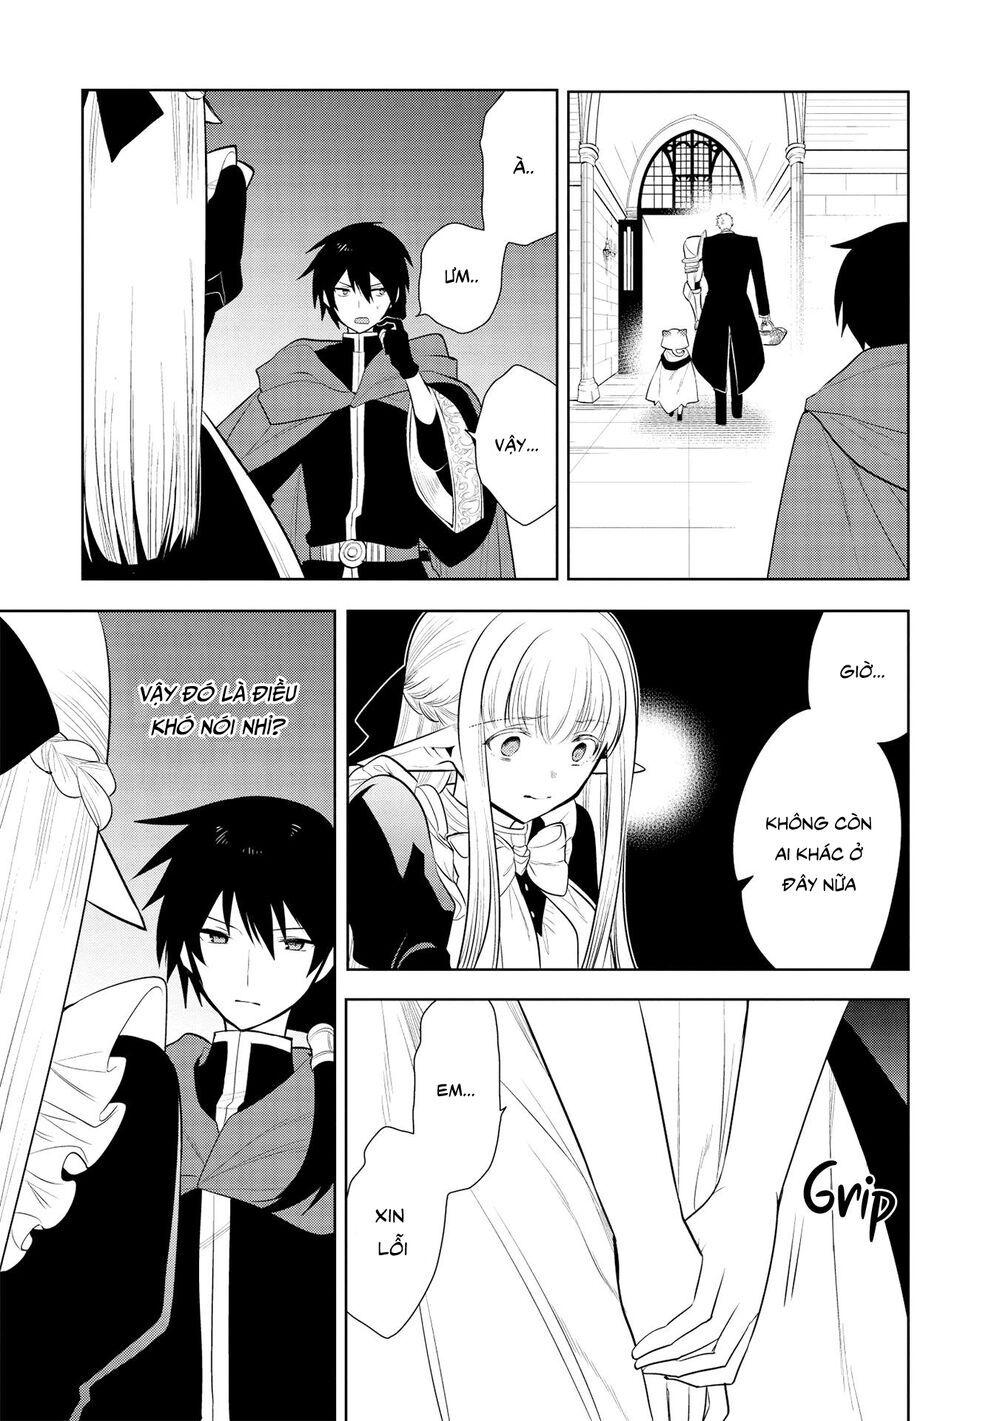 À..
ƯM..
VẬY...
GIỜ...
KHÔNG CÒN
AI KHÁC Ở
ĐÂY NỮA
VẬY ĐÓ LÀ ĐIỀU
KHÓ NÓI NHỈ?
Grip
EM...
XIN
LỖI